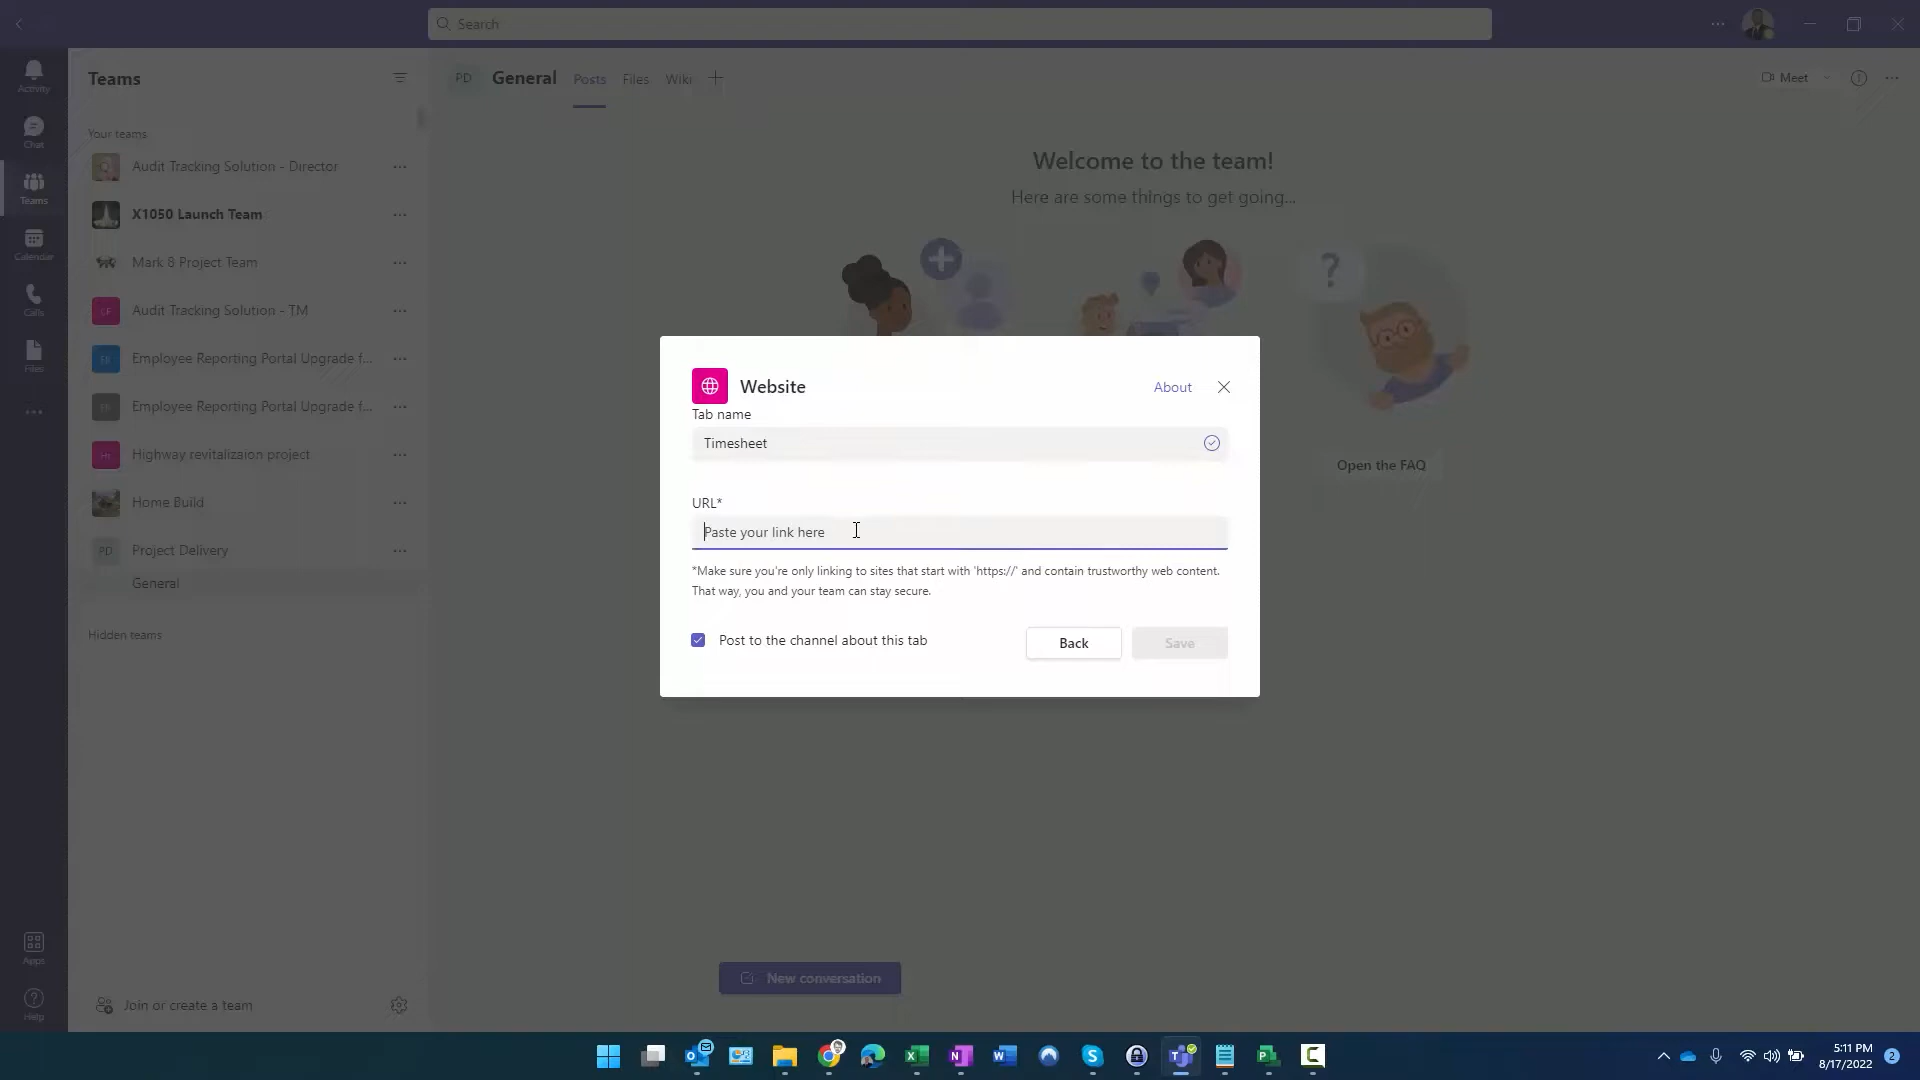 Search
Activity
Chat
Teams
Calendar
Calls
Files
Apps
Help
Teams
Your teams
Audit Tracking Solution - Director
X1050 Launch Team
Mark 8 Project Team
Audit Tracking Solution - TM
Employee Reporting Portal Upgrade f...
Employee Reporting Portal Upgrade f...
Highway revitalizaion project
Home Build
PD Project Delivery
General
Hidden teams
Join or create a team
PD General Posts Files Wiki
Meet
Welcome to the team!
Here are some things to get going...
Open the FAQ
Website
About
Tab name
Timesheet
URL*
Paste your link here
*Make sure you're only linking to sites that start with 'https://' and contain trustworthy web content.
That way, you and your team can stay secure.
Post to the channel about this tab
Back
Save
New conversation
5:11 PM
8/17/2022
2